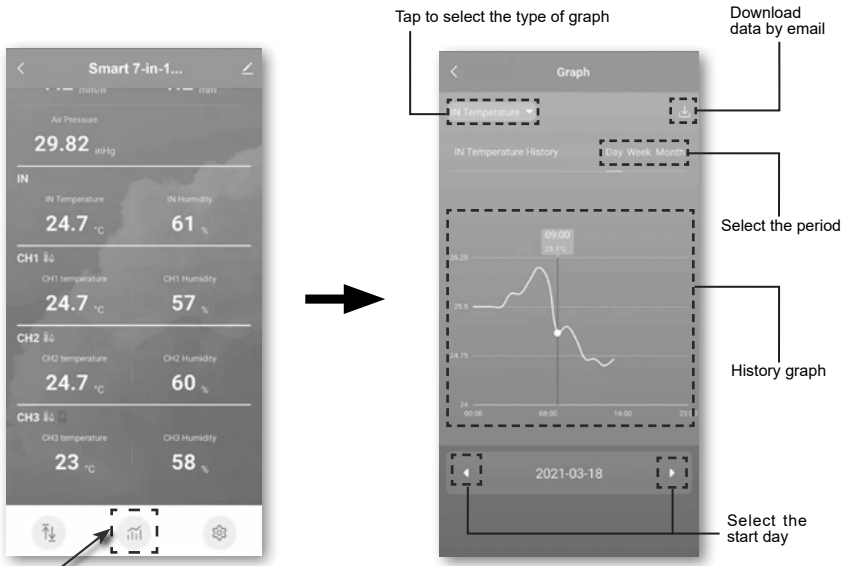 Tap to select the type of graph
Download
data by email
Smart 7-in-1...
mm/h
mm
Air Pressure
29.82 inHg
IN
IN Temperature IN Humidity
24.7 °C 61 %
CH1
CH1 temperature CH1 Humidity
24.7 °C 57 %
CH2
CH2 temperature CH2 Humidity
24.7 °C 60 %
CH3
CH3 temperature CH3 Humidity
23 °C 58 %
Graph
IN Temperature
IN Temperature History Day Week Month
Select the period
09:00
26.25
25.5
24.75
24
00:00 08:00 16:00
History graph
2021-03-18
Select the
start day